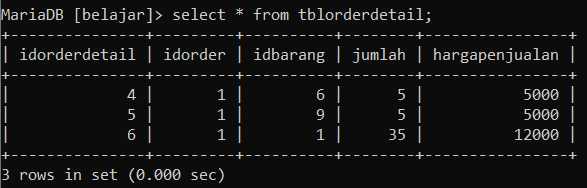 MariaDB [belajar]> select * from tblorderdetail;
+---------------+---------+----------+--------+----------------+
| idorderdetail | idorder | idbarang | jumlah | hargapenjualan |
+---------------+---------+----------+--------+----------------+
|             4 |       1 |        6 |      5 |           5000 |
|             5 |       1 |        9 |      5 |           5000 |
|             6 |       1 |        1 |     35 |          12000 |
+---------------+---------+----------+--------+----------------+
3 rows in set (0.000 sec)